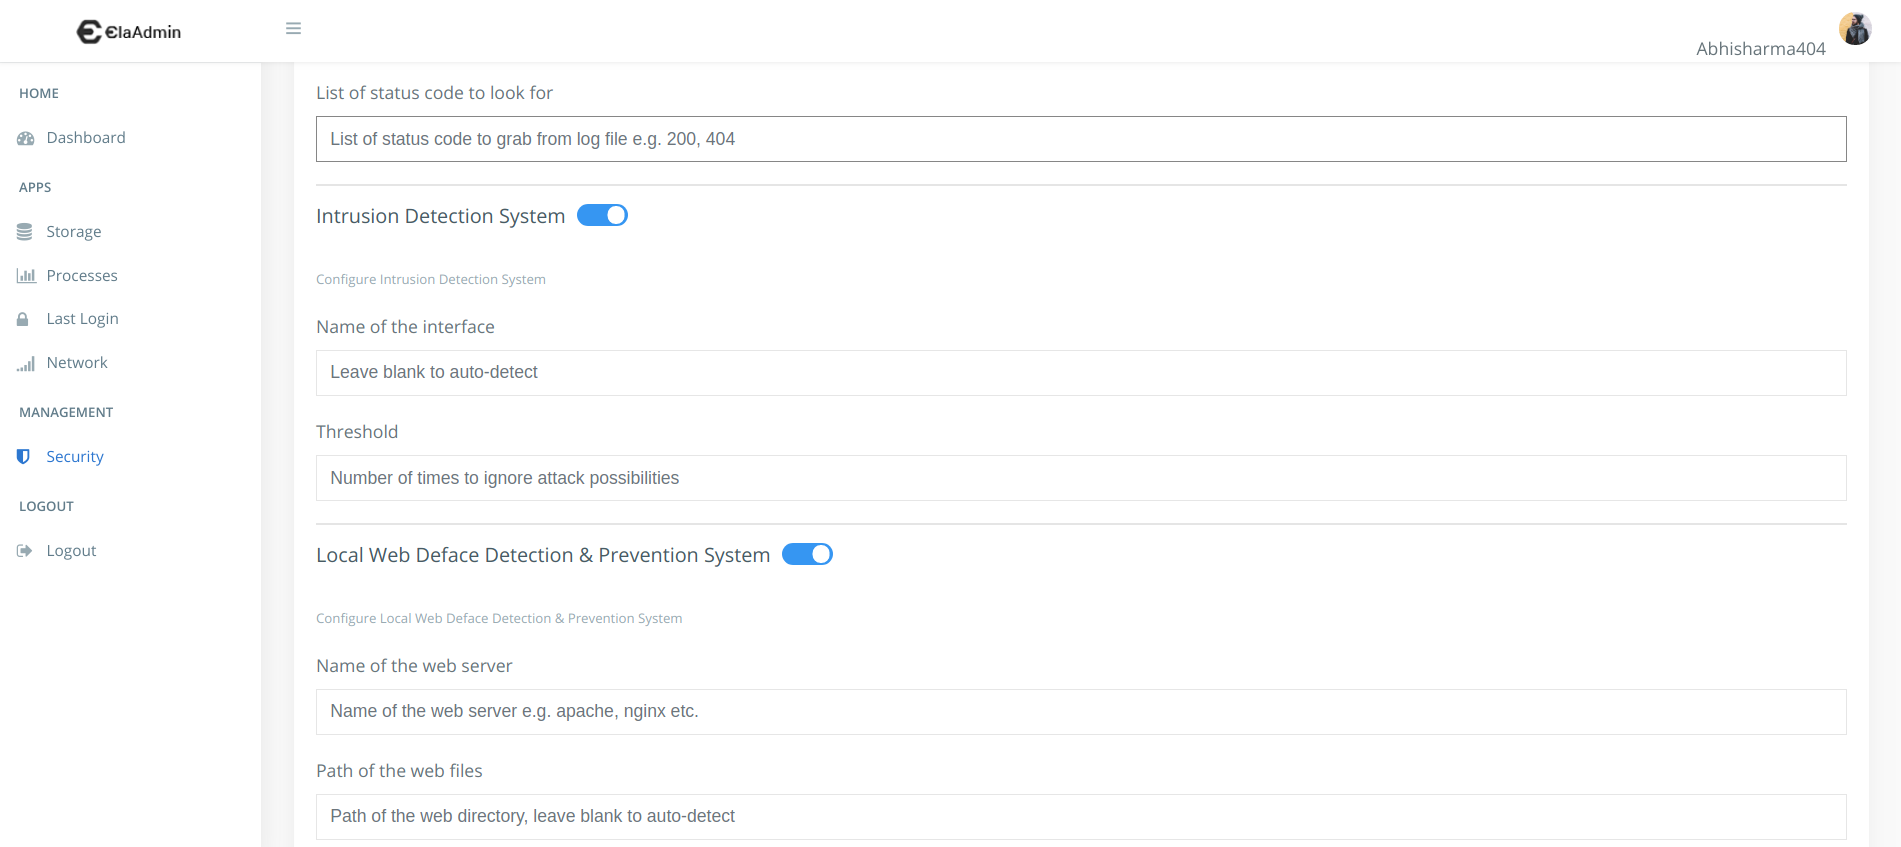 ElaAdmin
Abhisharma404
HOME
Dashboard
APPS
Storage
Processes
Last Login
Network
MANAGEMENT
Security
LOGOUT
Logout
List of status code to look for
List of status code to grab from log file e.g. 200, 404
Intrusion Detection System
Configure Intrusion Detection System
Name of the interface
Leave blank to auto-detect
Threshold
Number of times to ignore attack possibilities
Local Web Deface Detection & Prevention System
Configure Local Web Deface Detection & Prevention System
Name of the web server
Name of the web server e.g. apache, nginx etc.
Path of the web files
Path of the web directory, leave blank to auto-detect